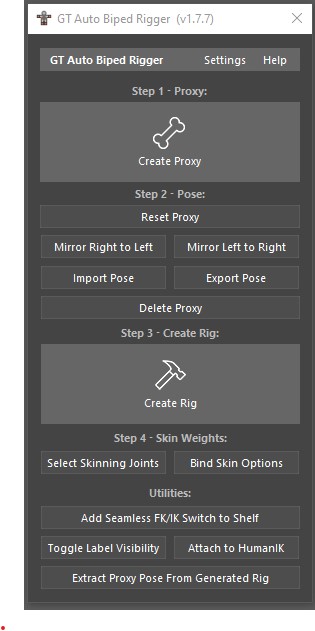 GT Auto Biped Rigger (v1.7.7)
GT Auto Biped Rigger Settings Help
Step 1 - Proxy:
Create Proxy
Step 2 - Pose:
Reset Proxy
Mirror Right to Left Mirror Left to Right
Import Pose Export Pose
Delete Proxy
Step 3 - Create Rig:
Create Rig
Step 4 - Skin Weights:
Select Skinning Joints Bind Skin Options
Utilities:
Add Seamless FK/IK Switch to Shelf
Toggle Label Visibility Attach to HumanIK
Extract Proxy Pose From Generated Rig